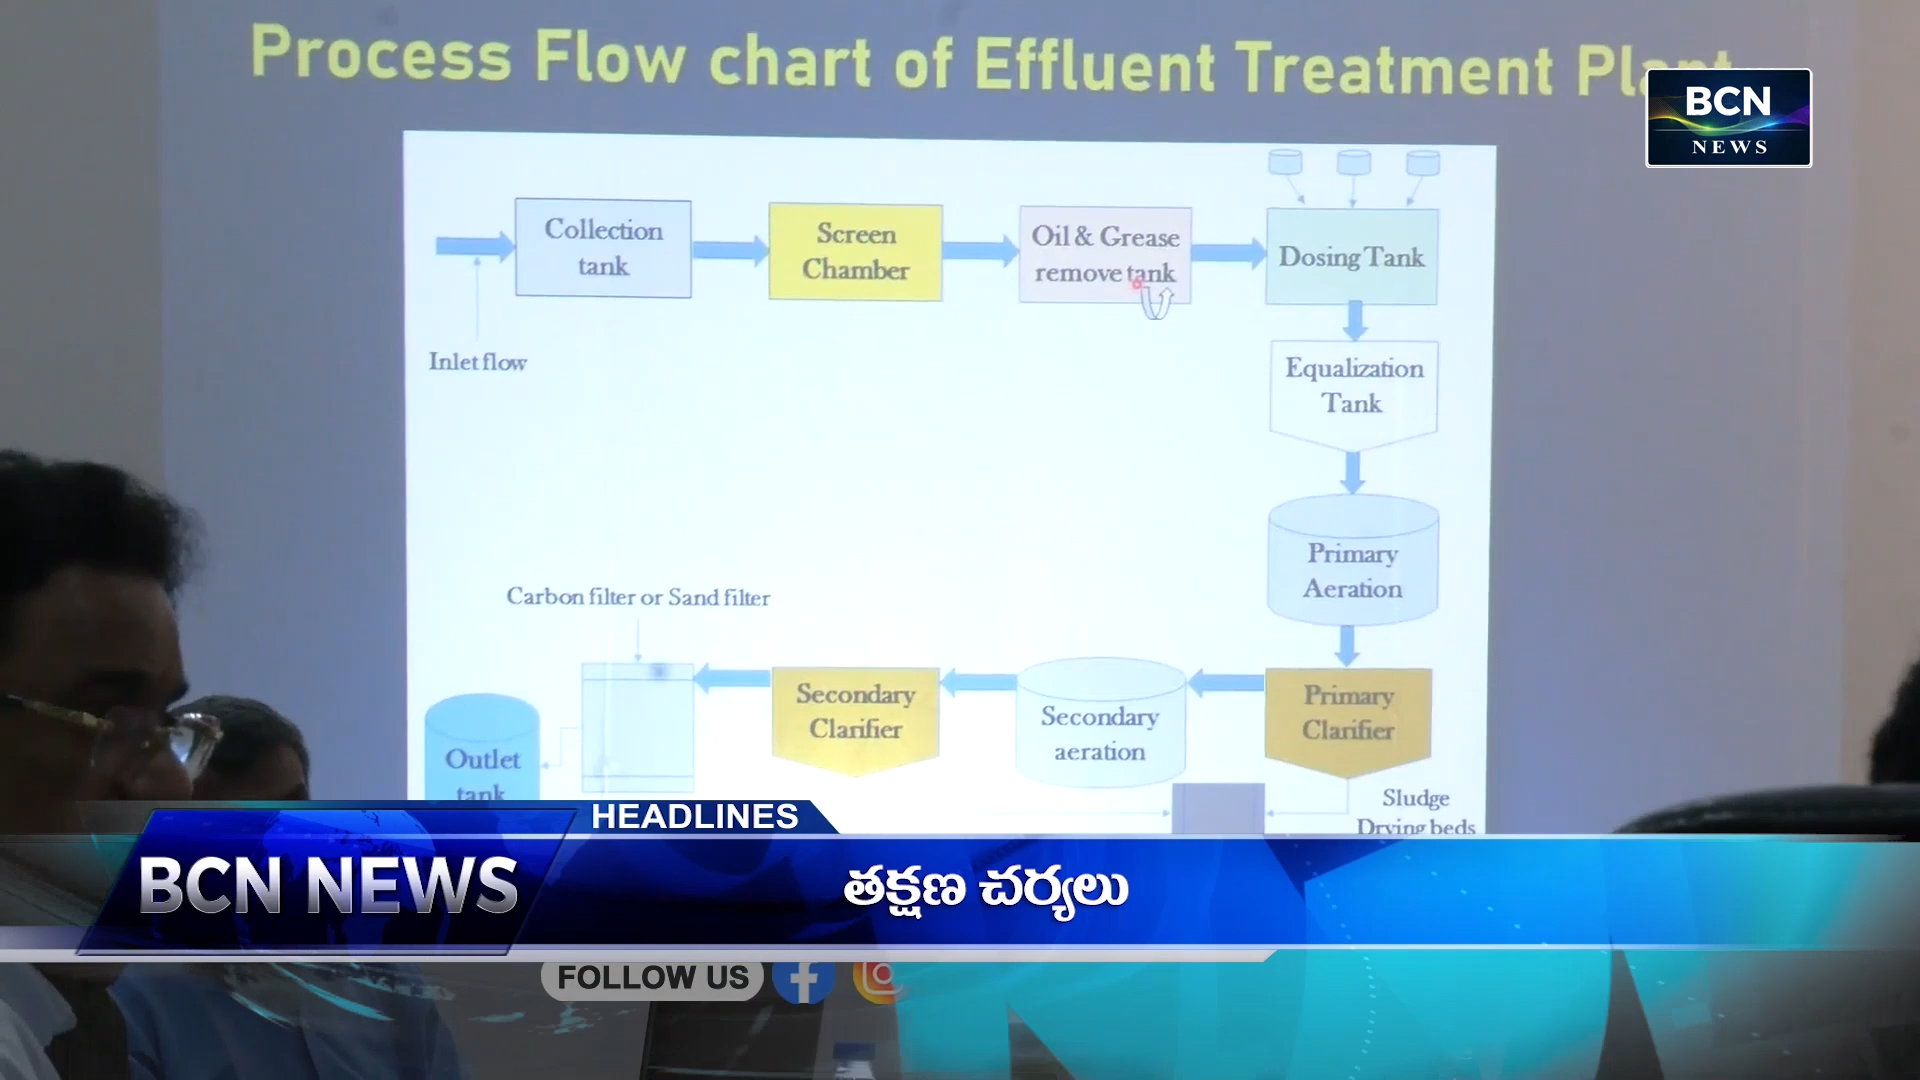 Process Flow chart of Effluent Treatment Plant
BCN
NEWS
Collection
tank
Screen
Chamber
Oil & Grease
remove tank
Dosing Tank
Inlet flow
Equalization
Tank
Primary
Aeration
Carbon filter or Sand filter
Primary
Clarifier
Secondary
aeration
Secondary
Clarifier
Outlet
tank
Sludge
Drying beds
HEADLINES
BCN NEWS
తక్షణ చర్యలు
FOLLOW US